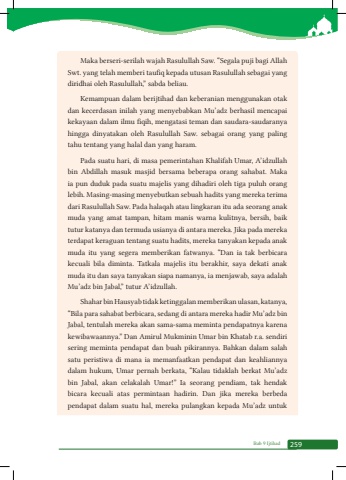 Maka berseri-serilah wajah Rasulullah Saw. "Segala puji bagi Allah
Swt. yang telah memberi taufiq kepada utusan Rasulullah sebagai yang
diridhai oleh Rasulullah," sabda beliau.
Kemampuan dalam berijtihad dan keberanian menggunakan otak
dan kecerdasan inilah yang menyebabkan Mu'adz berhasil mencapai
kekayaan dalam ilmu fiqih, mengatasi teman dan saudara-saudaranya
hingga dinyatakan oleh Rasulullah Saw. sebagai orang yang paling
tahu tentang yang halal dan yang haram.
Pada suatu hari, di masa pemerintahan Khalifah Umar, A'idzullah
bin Abdillah masuk masjid bersama beberapa orang sahabat. Maka
ia pun duduk pada suatu majelis yang dihadiri oleh tiga puluh orang
lebih. Masing-masing menyebutkan sebuah hadits yang mereka terima
dari Rasulullah Saw. Pada halaqah atau lingkaran itu ada seorang anak
muda yang amat tampan, hitam manis warna kulitnya, bersih, baik
tutur katanya dan termuda usianya di antara mereka. Jika pada mereka
terdapat keraguan tentang suatu hadits, mereka tanyakan kepada anak
muda itu yang segera memberikan fatwanya. "Dan ia tak berbicara
kecuali bila diminta. Tatkala majelis itu berakhir, saya dekati anak
muda itu dan saya tanyakan siapa namanya, ia menjawab, saya adalah
Mu'adz bin Jabal," tutur A'idzullah.
Shahar bin Hausyab tidak ketinggalan memberikan ulasan, katanya,
"Bila para sahabat berbicara, sedang di antara mereka hadir Mu'adz bin
Jabal, tentulah mereka akan sama-sama meminta pendapatnya karena
kewibawaannya." Dan Amirul Mukminin Umar bin Khatab r.a. sendiri
sering meminta pendapat dan buah pikirannya. Bahkan dalam salah
satu peristiwa di mana ia memanfaatkan pendapat dan keahliannya
dalam hukum, Umar pernah berkata, "Kalau tidaklah berkat Mu'adz
bin Jabal, akan celakalah Umar!" Ia seorang pendiam, tak hendak
bicara kecuali atas permintaan hadirin. Dan jika mereka berbeda
pendapat dalam suatu hal, mereka pulangkan kepada Mu'adz untuk
Bab 9 Ijtihad 259